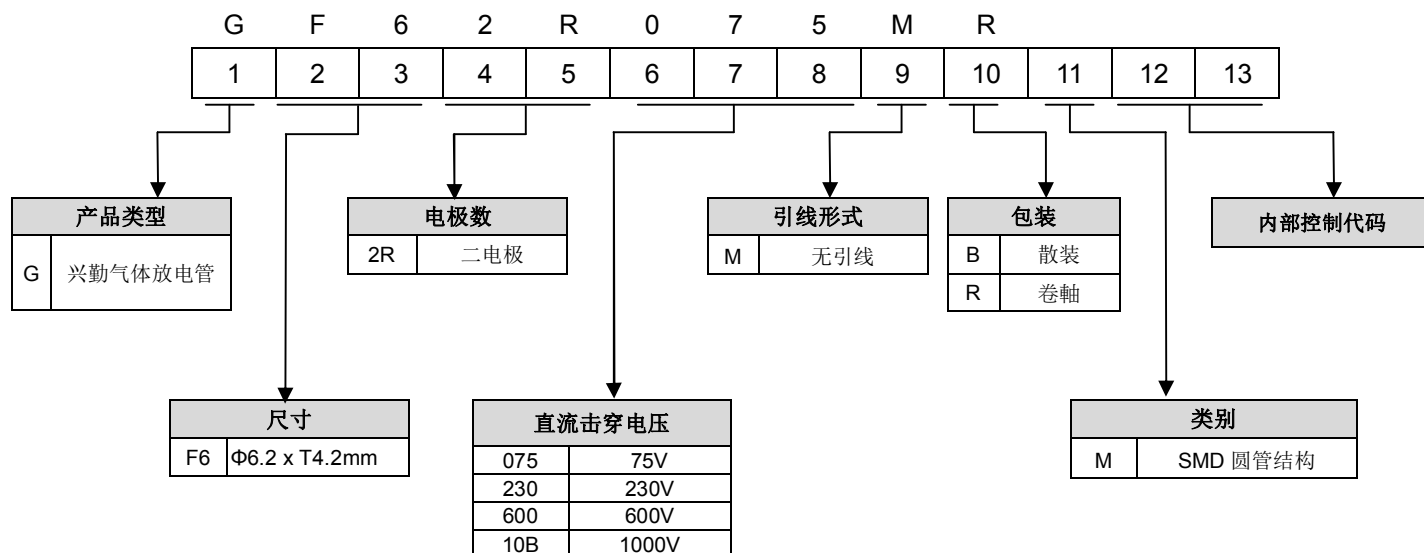 G F 6 2 R 0 7 5 M R
1 2 3 4 5 6 7 8 9 10 11 12 13
产品类型
G 兴勤气体放电管
电极数
2R 二电极
引线形式
M 无引线
包装
B 散装
R 卷軸
内部控制代码
尺寸
F6 Φ6.2 x T4.2mm
直流击穿电压
075 75V
230 230V
600 600V
10B 1000V
类别
M SMD 圆管结构